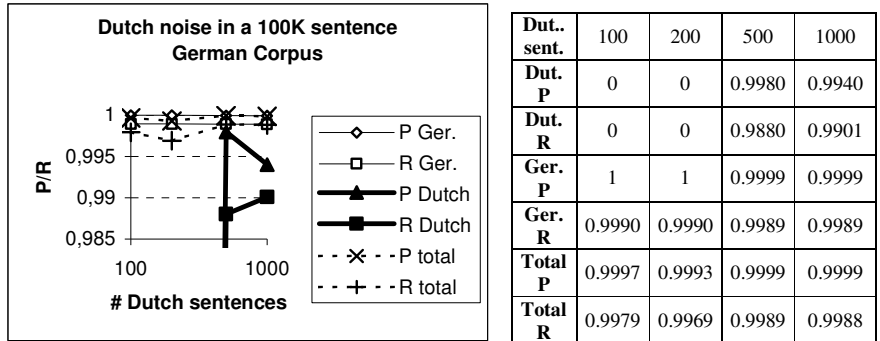 Dutch noise in a 100K sentence
German Corpus
P/R
1
0,995
0,99
0,985
100
1000
# Dutch sentences
P Ger.
R Ger.
P Dutch
R Dutch
P total
R total
Dut..
sent.
100 200 500 1000
Dut.
P
0 0 0.9980 0.9940
Dut.
R
0 0 0.9880 0.9901
Ger.
P
1 1 0.9999 0.9999
Ger.
R
0.9990 0.9990 0.9989 0.9989
Total
P
0.9997 0.9993 0.9999 0.9999
Total
R
0.9979 0.9969 0.9989 0.9988